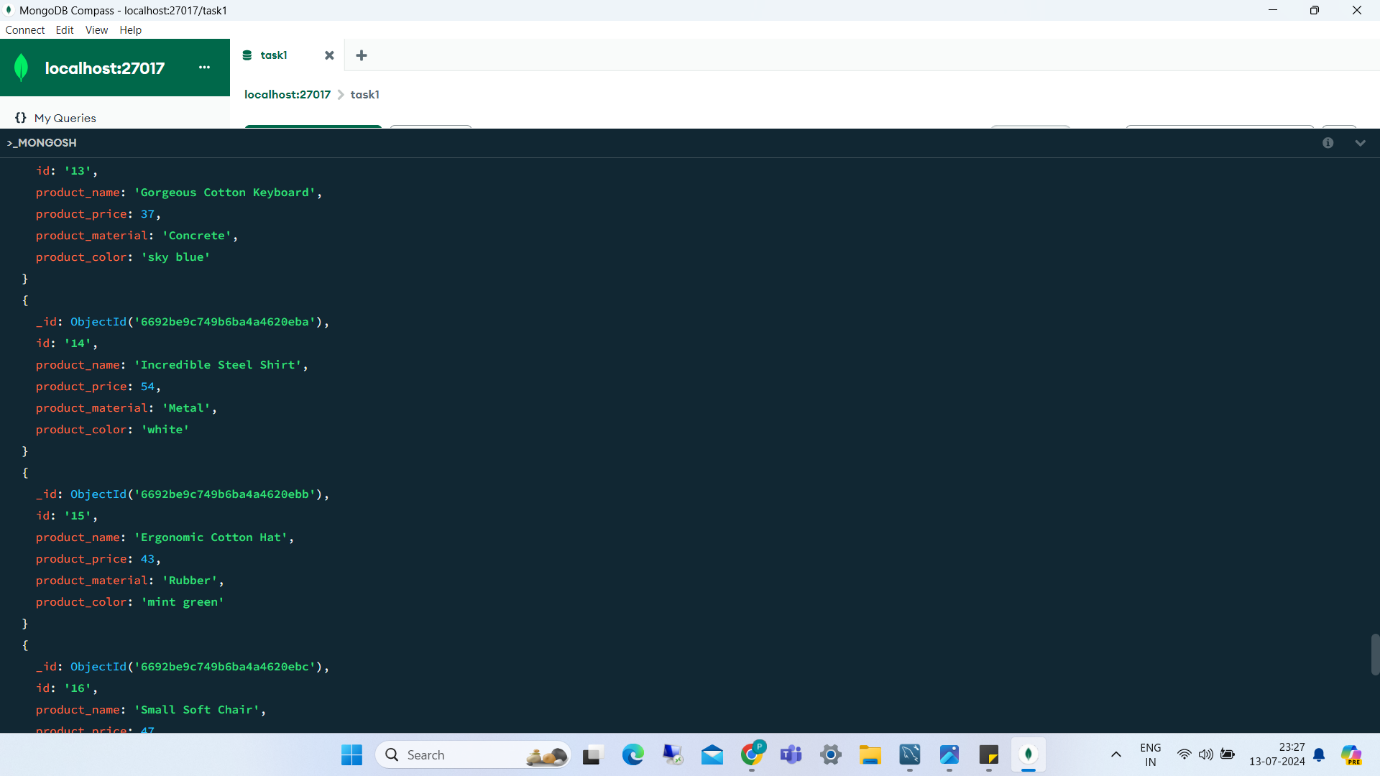 MongoDB Compass - localhost:27017/task1
Connect Edit View Help
localhost:27017 ...
task1
localhost:27017 > task1
{} My Queries
>_MONGOSH
id: '13',
product_name: 'Gorgeous Cotton Keyboard',
product_price: 37,
product_material: 'Concrete',
product_color: 'sky blue'
}
{
_id: ObjectId('6692be9c749b6ba4a4620eba'),
id: '14',
product_name: 'Incredible Steel Shirt',
product_price: 54,
product_material: 'Metal',
product_color: 'white'
}
{
_id: ObjectId('6692be9c749b6ba4a4620ebb'),
id: '15',
product_name: 'Ergonomic Cotton Hat',
product_price: 43,
product_material: 'Rubber',
product_color: 'mint green'
}
{
_id: ObjectId('6692be9c749b6ba4a4620ebc'),
id: '16',
product_name: 'Small Soft Chair',
product_price: 47
Search
ENG
IN
23:27
13-07-2024
PRE